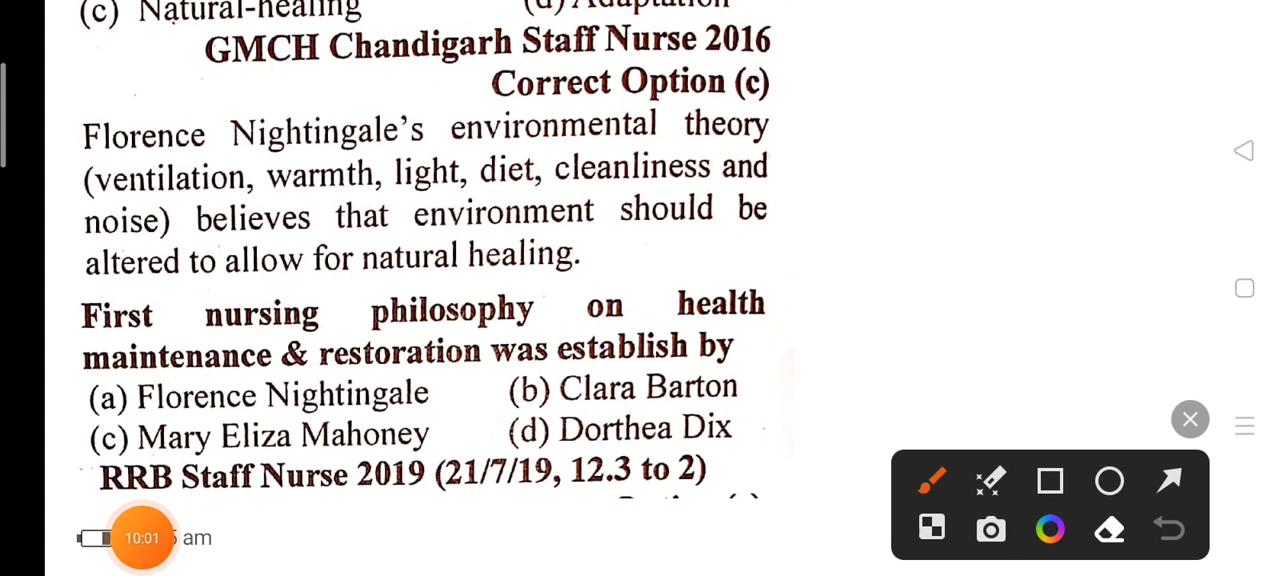 (c) Natural-healing (d) Adaptation
GMCH Chandigarh Staff Nurse 2016
Correct Option (c)
Florence Nightingale's environmental theory
(ventilation, warmth, light, diet, cleanliness and
noise) believes that environment should be
altered to allow for natural healing.
First nursing philosophy on health
maintenance & restoration was establish by
(a) Florence Nightingale (b) Clara Barton
(c) Mary Eliza Mahoney (d) Dorthea Dix
RRB Staff Nurse 2019 (21/7/19, 12.3 to 2)
10:01 am